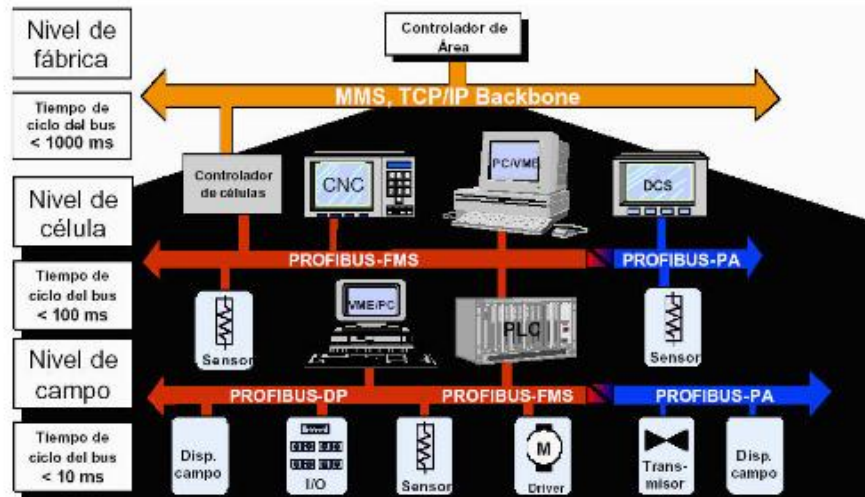 Nivel de
fábrica
Controlador de
Área
MMS, TCP/IP Backbone
Tiempo de
ciclo del bus
< 1000 ms
Controlador
de células
CNC
PC/VME
DCS
Nivel de
célula
PROFIBUS-FMS
PROFIBUS-PA
Tiempo de
ciclo del bus
< 100 ms
Sensor
VME/PC
PLC
Sensor
Nivel de
campo
PROFIBUS-DP
PROFIBUS-FMS
PROFIBUS-PA
Tiempo de
ciclo del bus
< 10 ms
Disp.
campo
I/O
Sensor
M
Driver
Trans-
misor
Disp.
campo